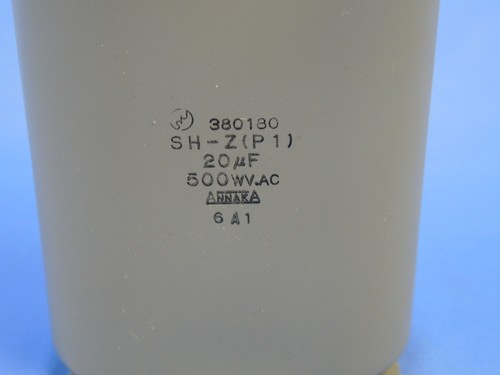 380180
SH-Z(P1)
20μF
500WV.AC
ANNAKA
6A1